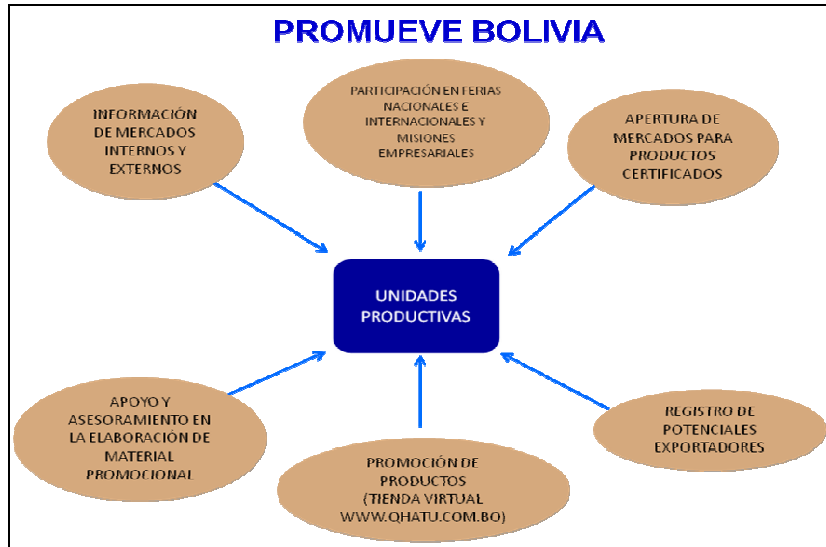 PROMUEVE BOLIVIA
INFORMACIÓN
DE MERCADOS
INTERNOS Y
EXTERNOS
PARTICIPACIÓN EN FERIAS
NACIONALES E
INTERNACIONALES Y
MISIONES
EMPRESARIALES
APERTURA DE
MERCADOS PARA
PRODUCTOS
CERTIFICADOS
UNIDADES
PRODUCTIVAS
APOYO Y
ASESORAMIENTO EN
LA ELABORACIÓN DE
MATERIAL
PROMOCIONAL
PROMOCIÓN DE
PRODUCTOS
(TIENDA VIRTUAL
WWW.QHATU.COM.BO)
REGISTRO DE
POTENCIALES
EXPORTADORES